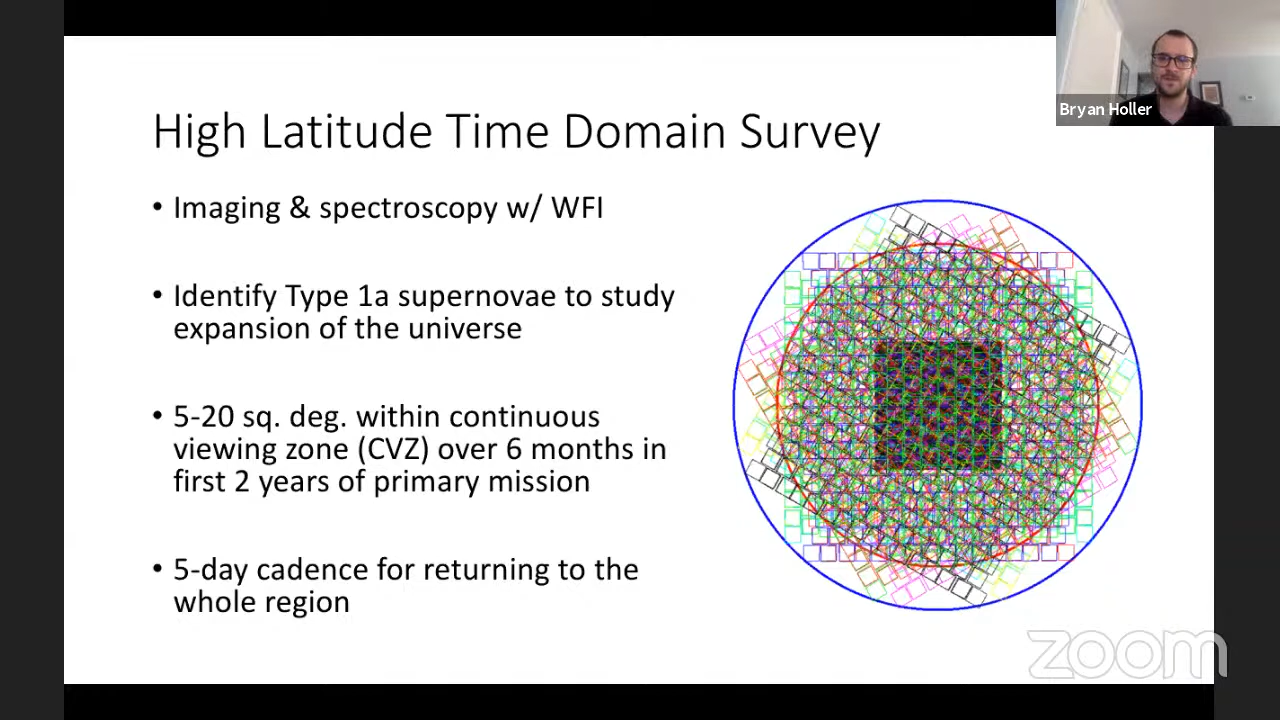 Bryan Holler
High Latitude Time Domain Survey
• Imaging & spectroscopy w/ WFI
• Identify Type 1a supernovae to study
expansion of the universe
• 5-20 sq. deg. within continuous
viewing zone (CVZ) over 6 months in
first 2 years of primary mission
• 5-day cadence for returning to the
whole region
zoom